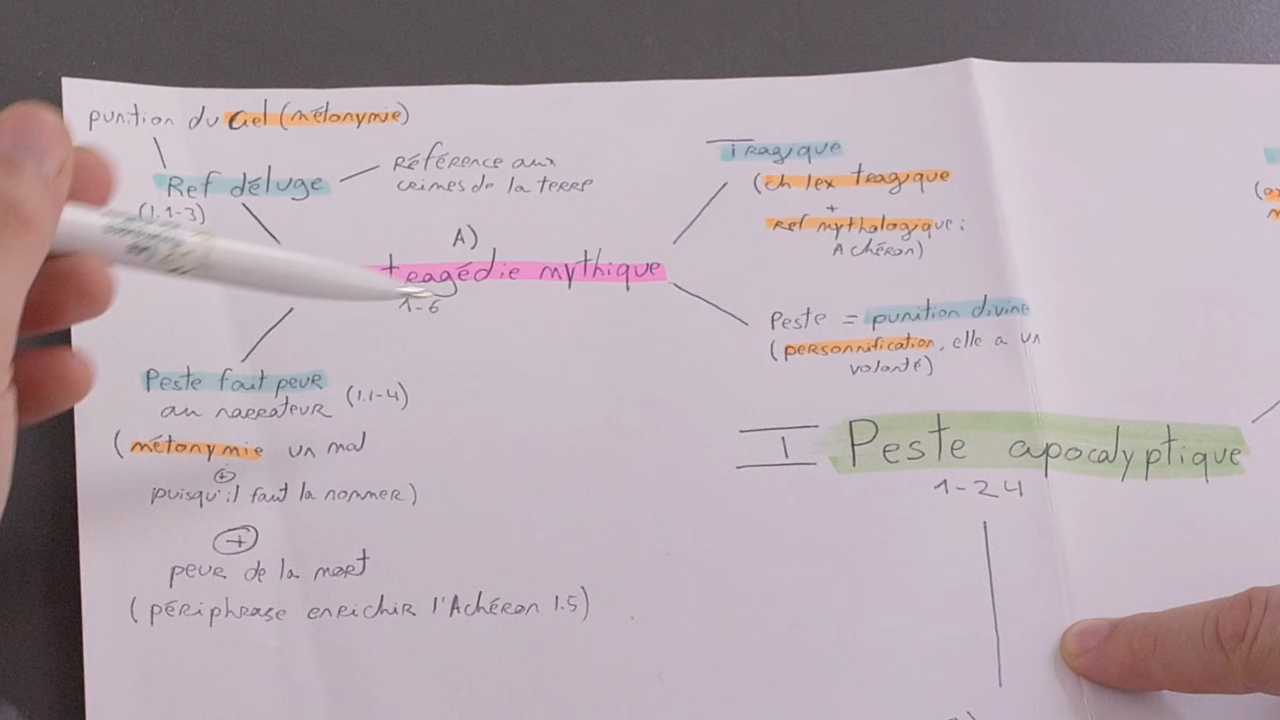 punition du ciel (métonymie)
Ref déluge
(l.1-3)
Référence aux
crimes de la terre
A)
tragédie mythique
1-6
Tragique
(ch lex tragique
+
ref mythologique :
Achéron)
Peste = punition divine
(personnification, elle a un
volonté)
Peste fait peur
au narrateur (l.1-4)
(métonymie un mal
+
puisqu'il faut la nommer)
+
peur de la mort
(périphrase enrichir l'Achéron l.5)
I Peste apocalyptique
1-24